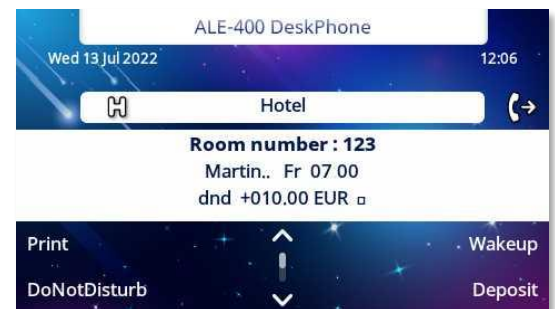 ALE-400 DeskPhone
Wed 13 Jul 2022 12:06
H Hotel
Room number : 123
Martin.. Fr 07 00
dnd +010.00 EUR
Print Wakeup
DoNotDisturb Deposit